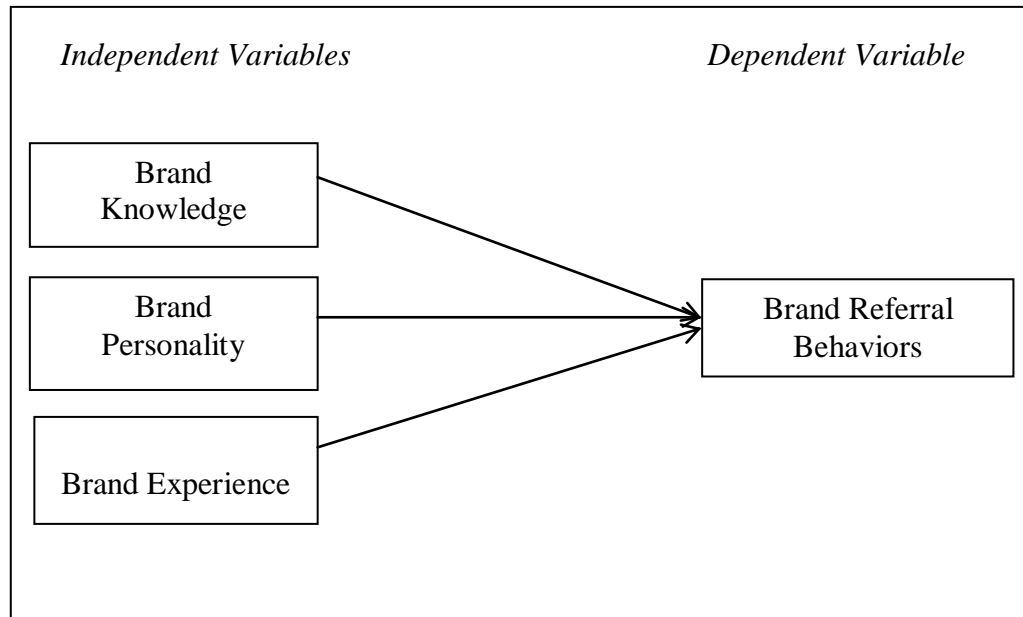 Independent Variables
Dependent Variable
Brand
Knowledge
Brand
Personality
Brand Referral
Behaviors
Brand Experience